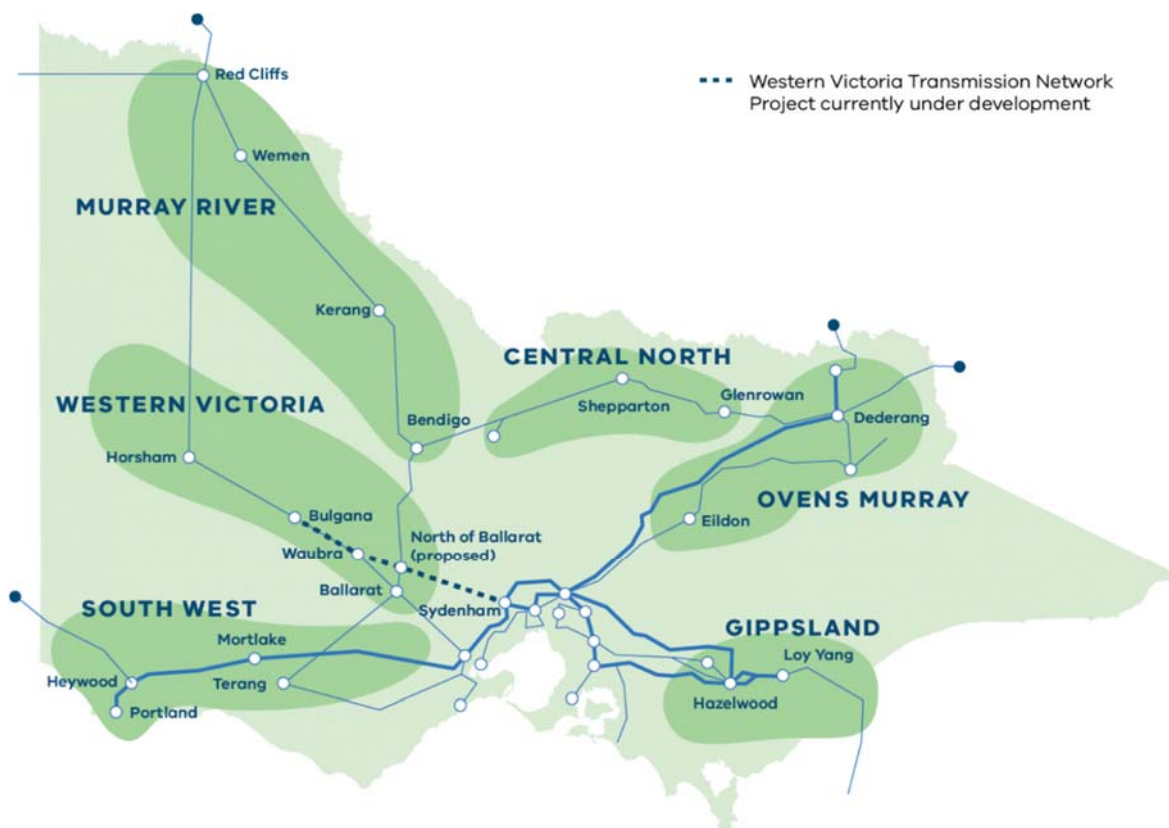 Red Cliffs
Western Victoria Transmission Network
Project currently under development
Wemen
MURRAY RIVER
Kerang
CENTRAL NORTH
Glenrowan
Shepparton
WESTERN VICTORIA
Bendigo
Dederang
Horsham
OVENS MURRAY
Bulgana
Eildon
North of Ballarat
(proposed)
Waubra
Ballarat
Sydenham
SOUTH WEST
GIPPSLAND
Mortlake
Loy Yang
Heywood
Terang
Hazelwood
Portland